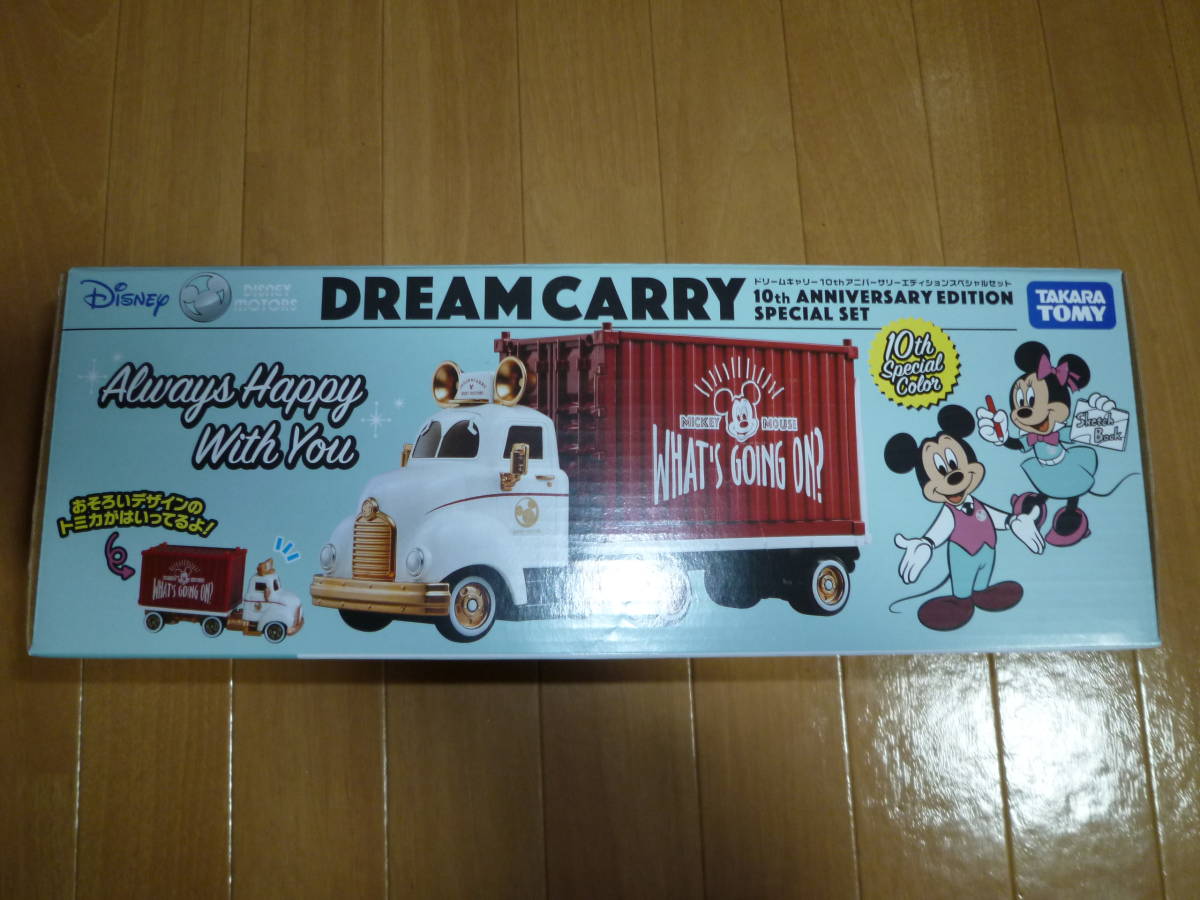 Disney
DISNEY
MOTORS
DREAM CARRY
ドリームキャリー10thアニバーサリーエディションスペシャルセット
10th ANNIVERSARY EDITION
SPECIAL SET
TAKARA
TOMY
Always Happy
With You
10th
Special
Color
MICKEY MOUSE
WHAT'S GOING ON?
Sketch
Book
おそろいデザインの
トミカがはいってるよ!
WHAT'S GOING ON?